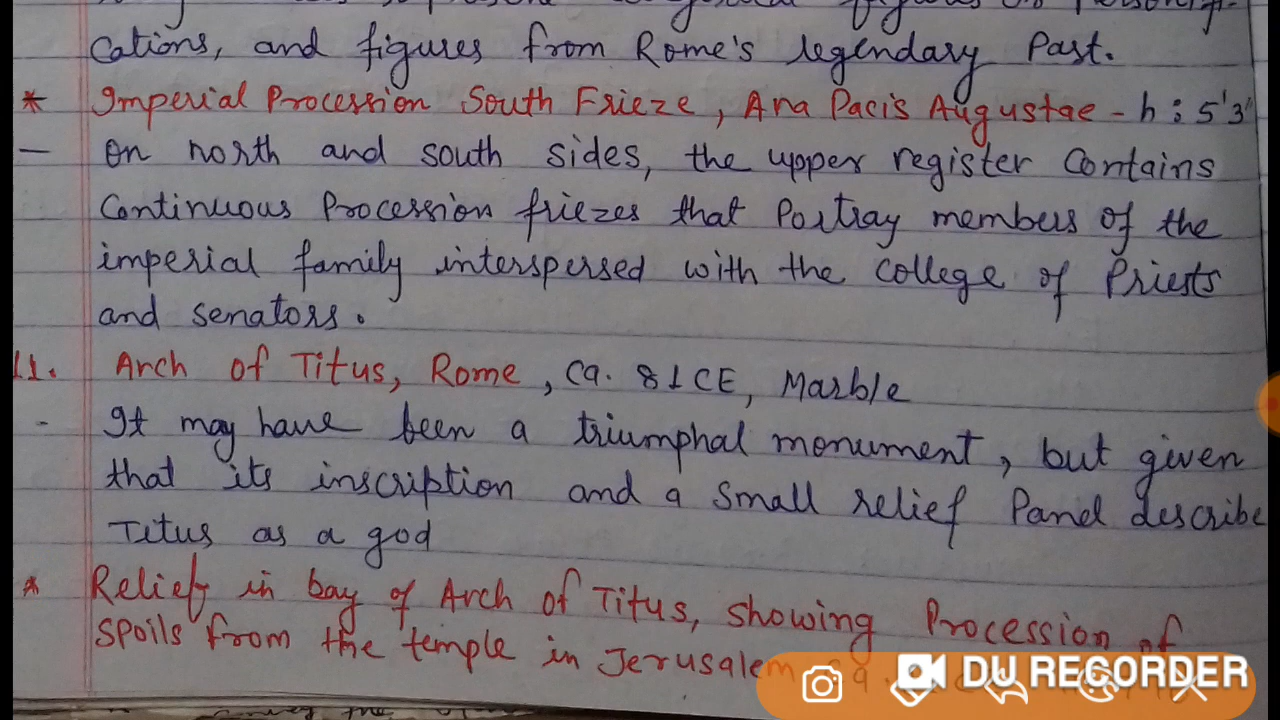 cations, and figures from Rome's legendary Past.
* Imperial Procession South Frieze, Ara Pacis Augustae - h: 5'3"
— On north and south sides, the upper register contains
Continuous Procession friezes that Portray members of the
imperial family interspersed with the college of Priests
and senators.
11. Arch of Titus, Rome, ca. 81 CE, Marble
- It may have been a triumphal monument, but given
that its inscription and a small relief Panel describe
Titus as a god
* Relief in bay of Arch of Titus, showing Procession of
spoils from the temple in Jerusalem
DU RECORDER